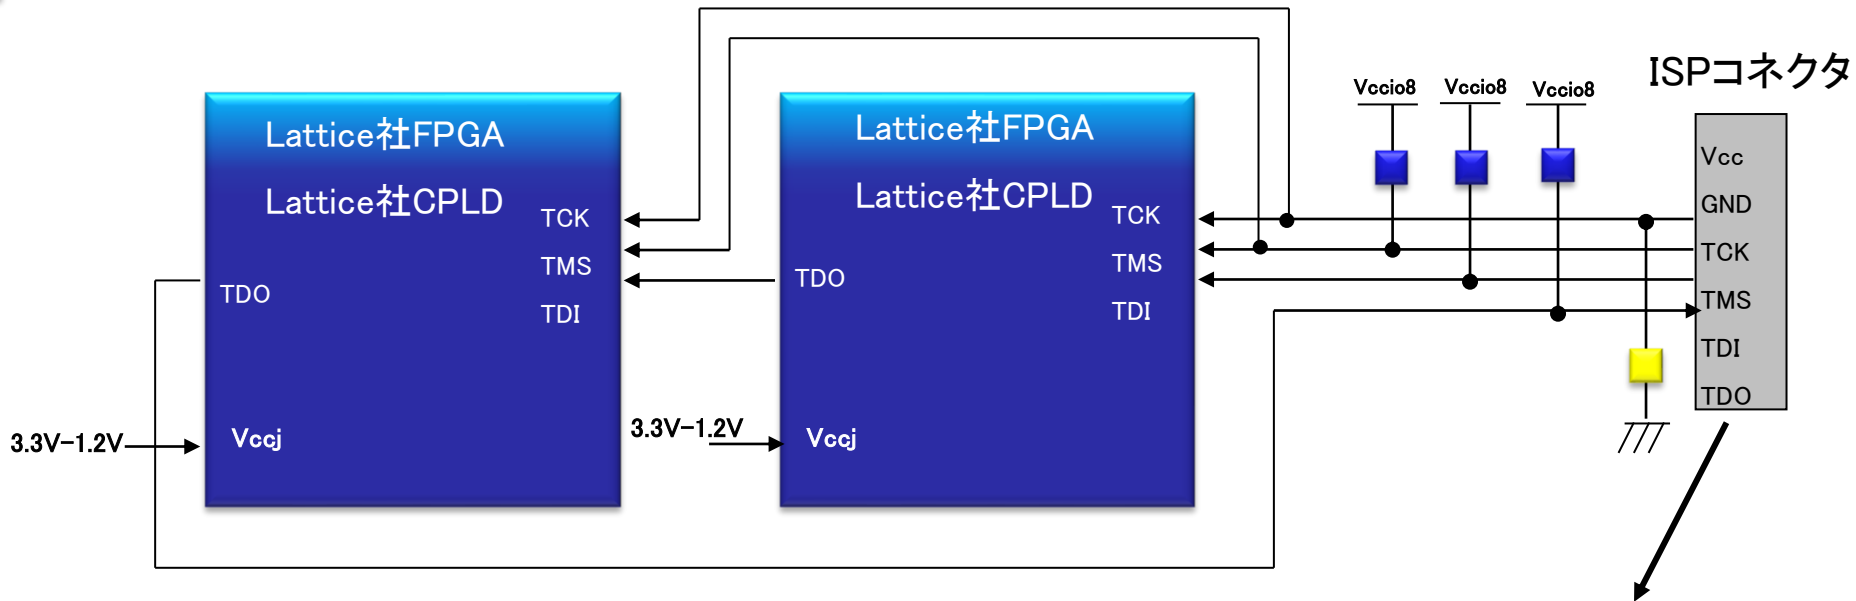 ISPコネクタ
Vccio8
Vccio8
Vccio8
Lattice社FPGA
Lattice社CPLD
TCK
TMS
TDI
TDO
3.3V-1.2V
Vccj
Lattice社FPGA
Lattice社CPLD
TCK
TMS
TDI
TDO
3.3V-1.2V
Vccj
Vcc
GND
TCK
TMS
TDI
TDO